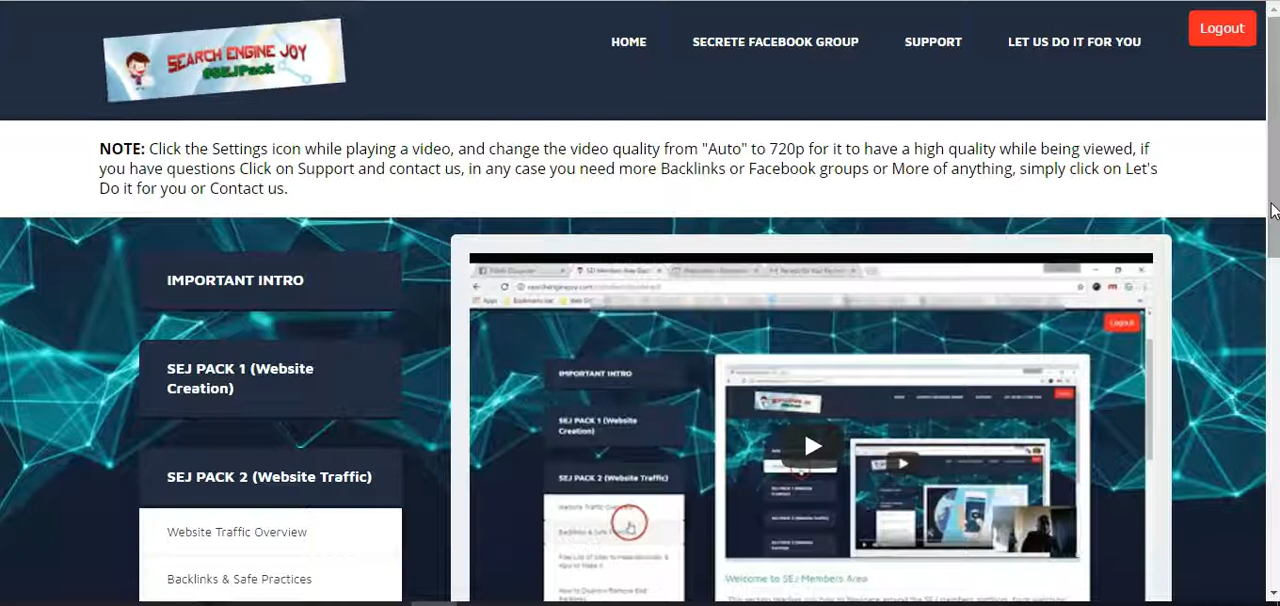 SEARCH ENGINE JOY
@SEJPack
HOME
SECRETE FACEBOOK GROUP
SUPPORT
LET US DO IT FOR YOU
Logout
NOTE: Click the Settings icon while playing a video, and change the video quality from "Auto" to 720p for it to have a high quality while being viewed, if
you have questions Click on Support and contact us, in any case you need more Backlinks or Facebook groups or More of anything, simply click on Let's
Do it for you or Contact us.
IMPORTANT INTRO
SEJ PACK 1 (Website
Creation)
SEJ PACK 2 (Website Traffic)
Website Traffic Overview
Backlinks & Safe Practices
Logout
IMPORTANT INTRO
SEJ PACK 1 (Website
Creation)
SEJ PACK 2 (Website Traffic)
Website Traffic
Backlinks &
Welcome to SEJ Members Area